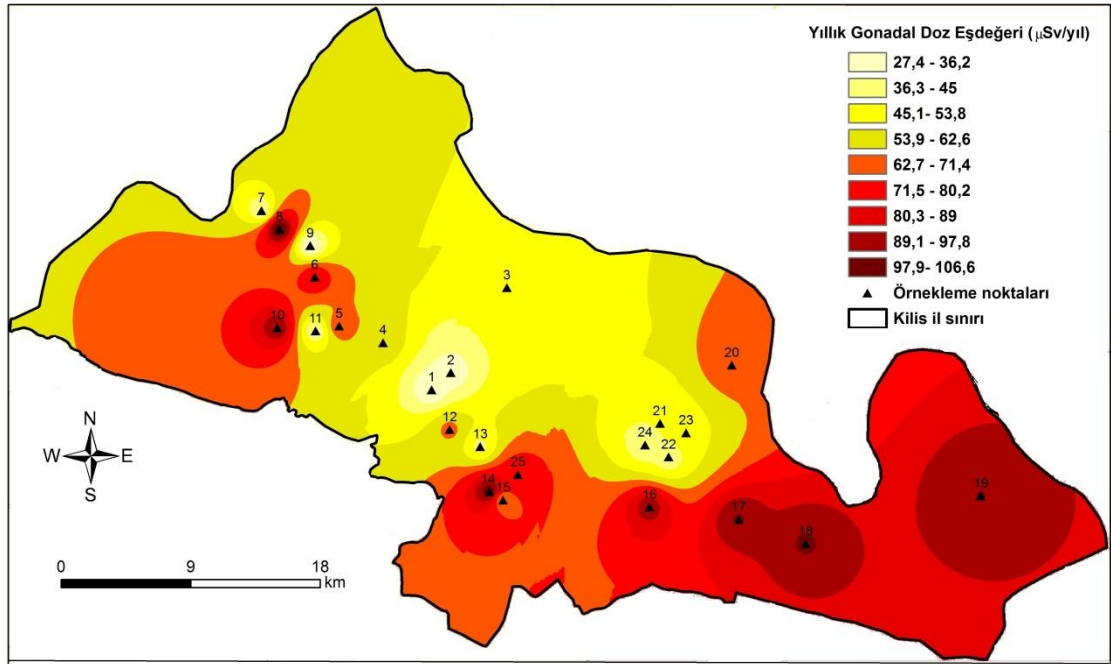 Yıllık Gonadal Doz Eşdeğeri (µSv/yıl)
27,4 - 36,2
36,3 - 45
45,1- 53,8
53,9 - 62,6
62,7 - 71,4
71,5 - 80,2
80,3 - 89
89,1 - 97,8
97,9- 106,6
Örnekleme noktaları
Kilis il sınırı
7
8
9
6
3
10
11
5
4
20
2
1
12
13
21
23
24
22
25
14
15
16
17
18
19
N
W E
S
0 9 18
km